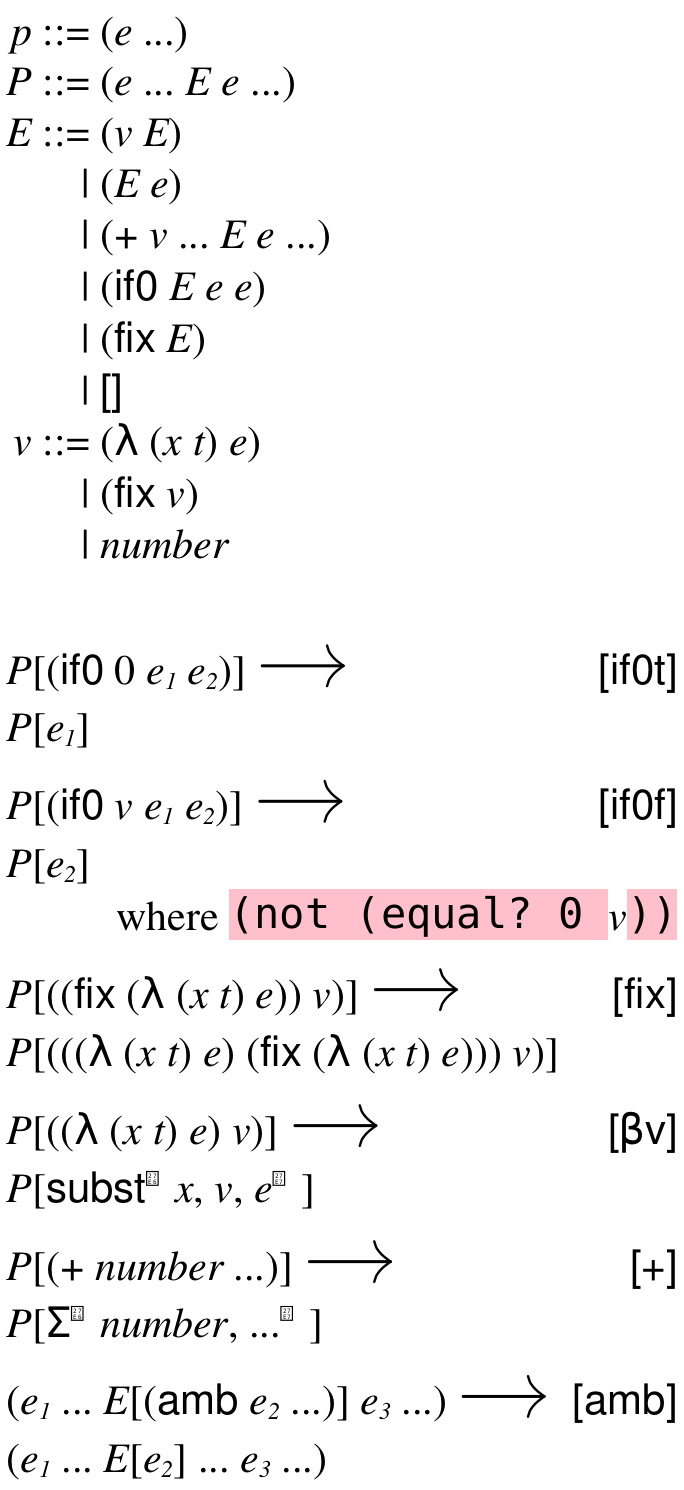 p ::= (e ...)
P ::= (e ... E e ...)
E ::= (v E)
| (E e)
| (+ v ... E e ...)
| (if0 E e e)
| (fix E)
| []
v ::= (λ (x t) e)
| (fix v)
| number
P[(if0 0 e₁ e₂)] ⟶ [if0t]
P[e₁]
P[(if0 v e₁ e₂)] ⟶ [if0f]
P[e₂]
where (not (equal? 0 v))
P[((fix (λ (x t) e)) v)] ⟶ [fix]
P[(((λ (x t) e) (fix (λ (x t) e))) v)]
P[((λ (x t) e) v)] ⟶ [βv]
P[subst⟦ x, v, e⟧ ]
P[(+ number ...)] ⟶ [+]
P[Σ⟦ number, ...⟧ ]
(e₁ ... E[(amb e₂ ...)] e₃ ...) ⟶ [amb]
(e₁ ... E[e₂] ... e₃ ...)